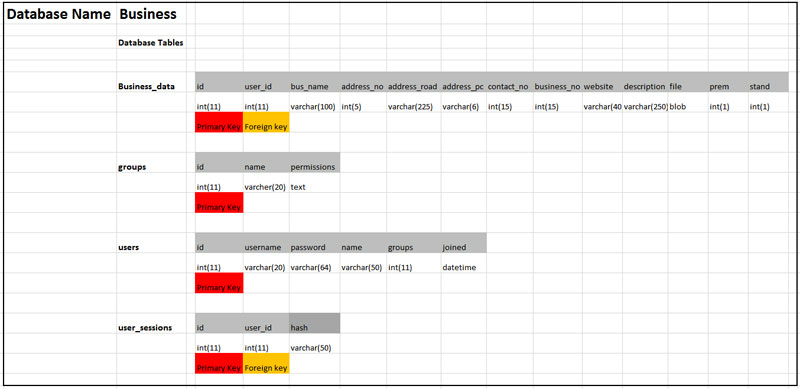 Database Name Business
Database Tables
Business_data id user_id bus_name address_no address_road address_pc contact_no business_no website description file prem stand
int(11) int(11) varchar(100) int(5) varchar(225) varchar(6) int(15) int(15) varchar(40 varchar(250) blob int(1) int(1)
Primary Key Foreign key
groups id name permissions
int(11) varchar(20) text
Primary Key
users id username password name groups joined
int(11) varchar(20) varchar(64) varchar(50) int(11) datetime
Primary Key
user_sessions id user_id hash
int(11) int(11) varchar(50)
Primary Key Foreign key